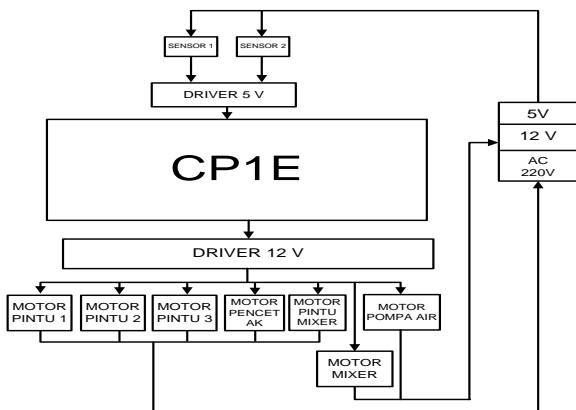 SENSOR 1
SENSOR 2
DRIVER 5 V
5V
12 V
AC
220V
CP1E
DRIVER 12 V
MOTOR
PINTU 1
MOTOR
PINTU 2
MOTOR
PINTU 3
MOTOR
PENCET
AK
MOTOR
PINTU
MIXER
MOTOR
POMPA AIR
MOTOR
MIXER